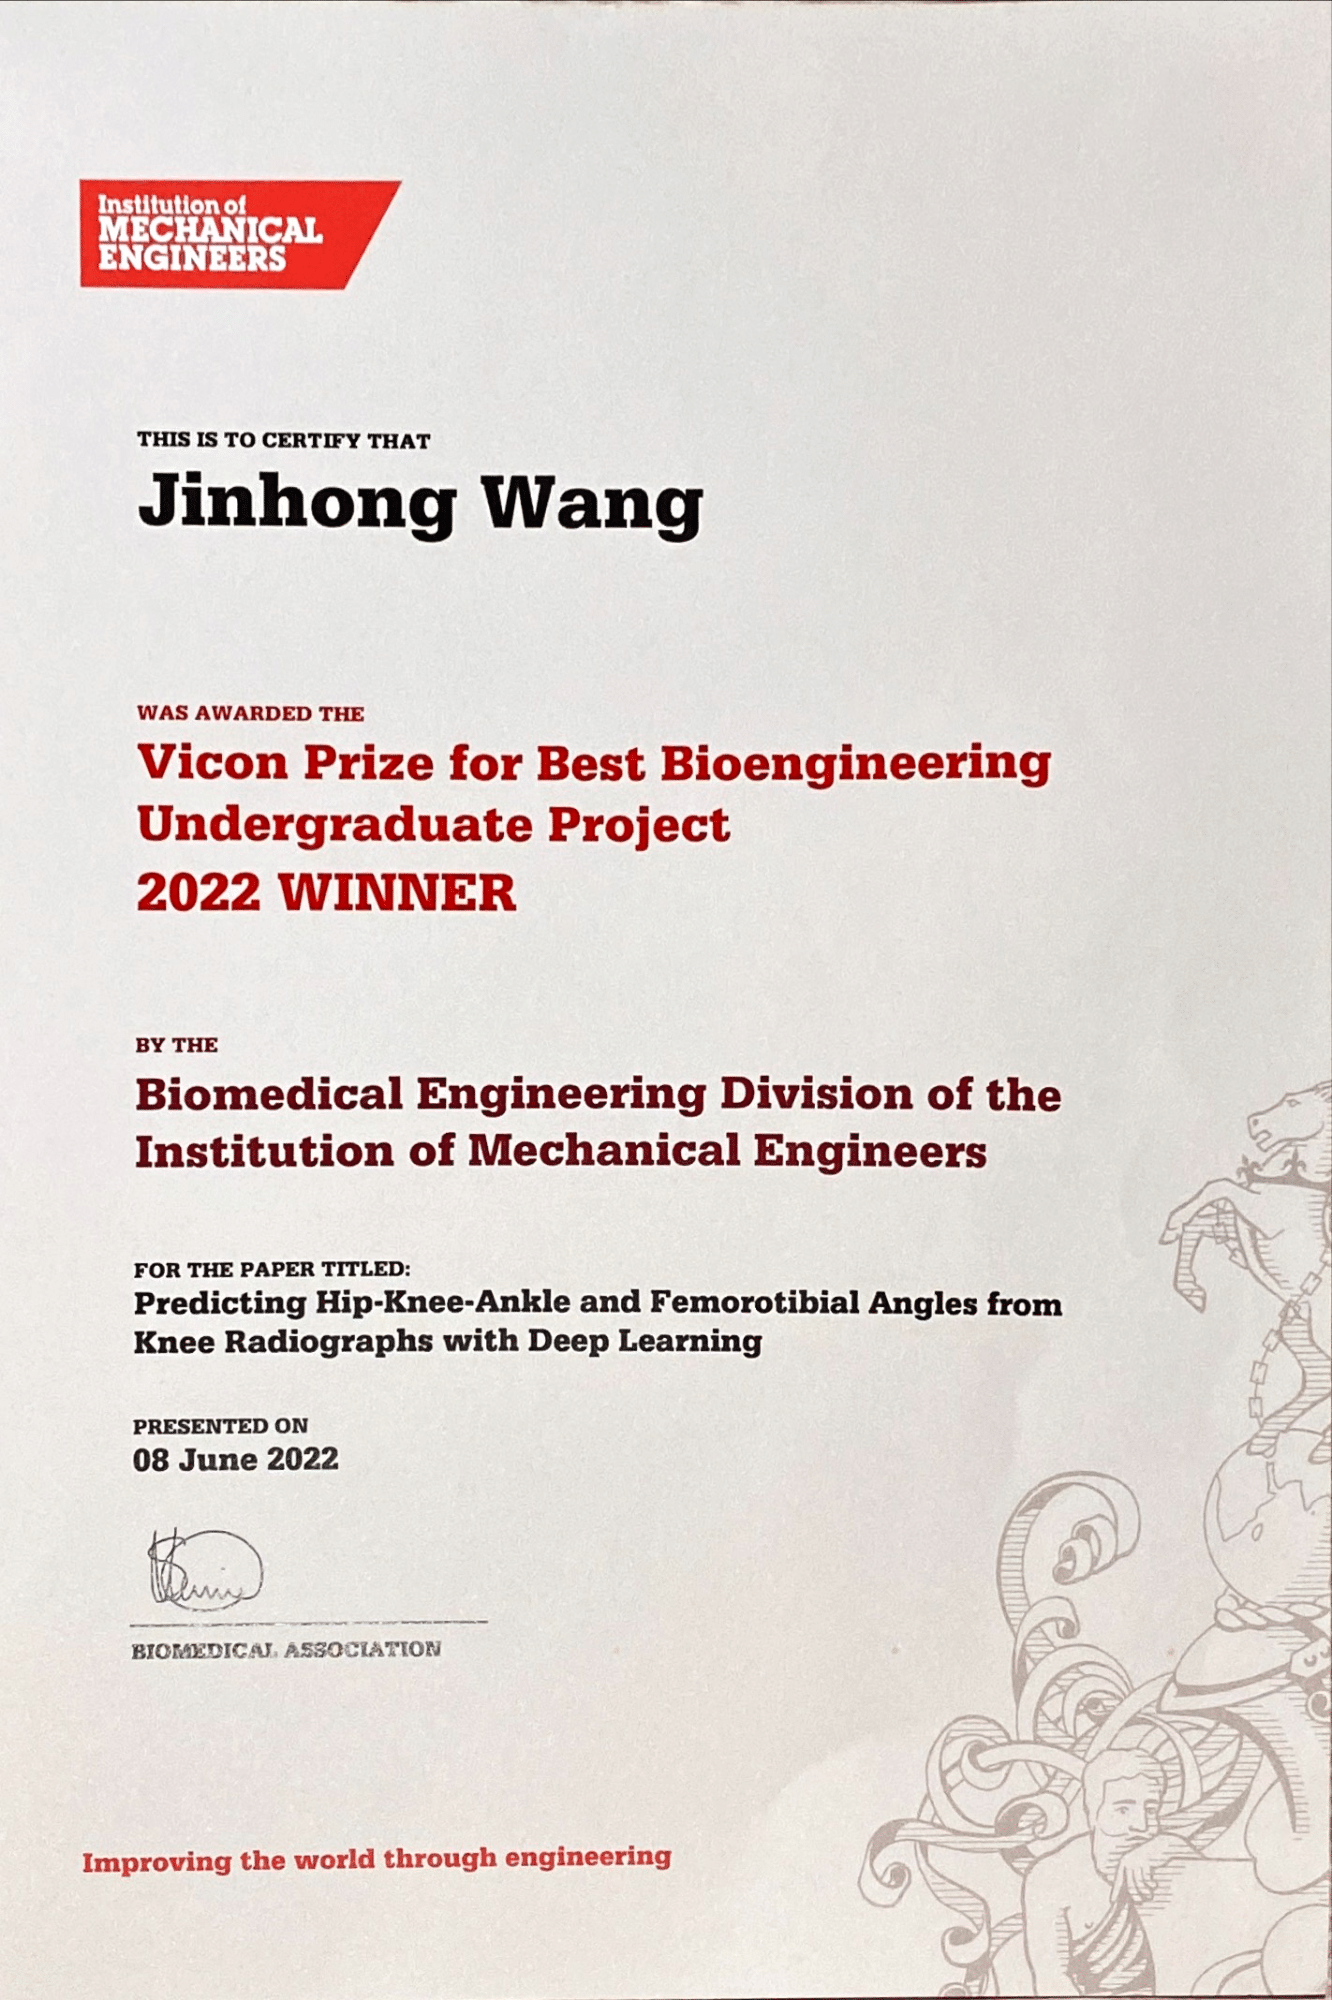 Institution of
MECHANICAL
ENGINEERS
THIS IS TO CERTIFY THAT
Jinhong Wang
WAS AWARDED THE
Vicon Prize for Best Bioengineering
Undergraduate Project
2022 WINNER
BY THE
Biomedical Engineering Division of the
Institution of Mechanical Engineers
FOR THE PAPER TITLED:
Predicting Hip-Knee-Ankle and Femorotibial Angles from
Knee Radiographs with Deep Learning
PRESENTED ON
08 June 2022
BIOMEDICAL ASSOCIATION
Improving the world through engineering